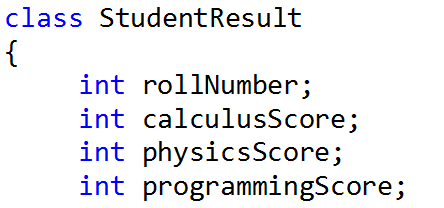 class StudentResult
{
int rollNumber;
int calculusScore;
int physicsScore;
int programmingScore;